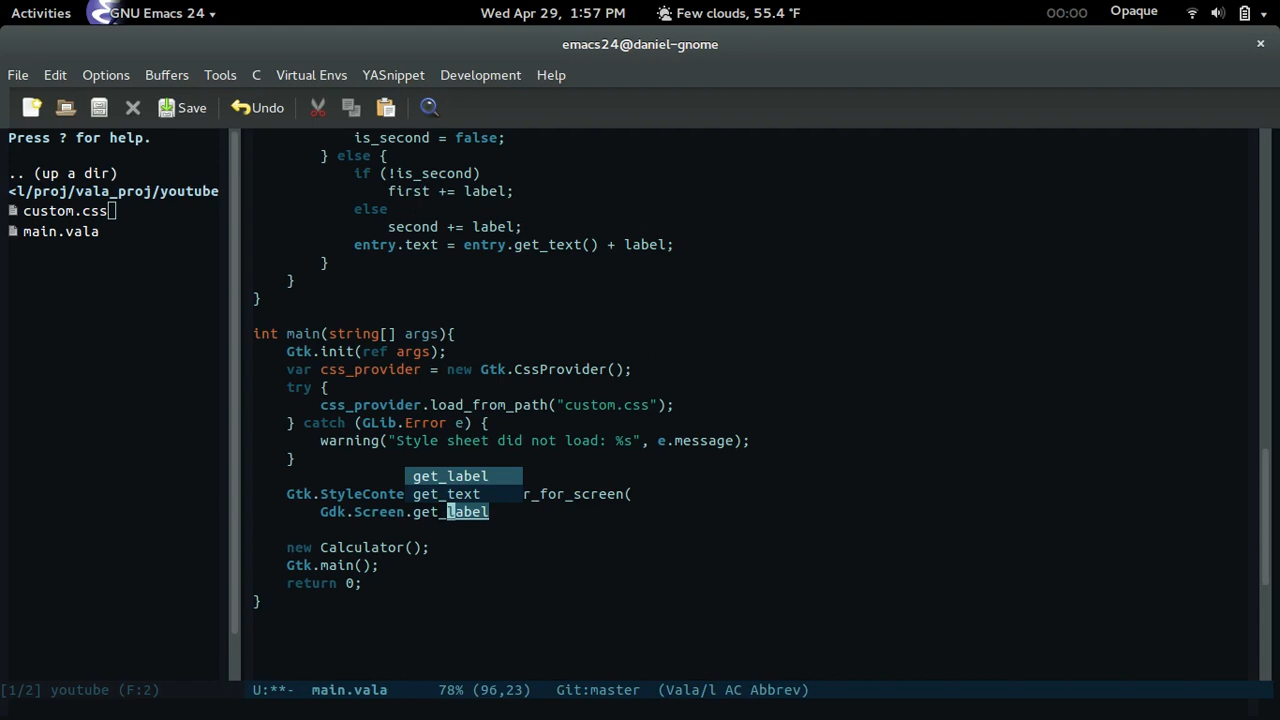 Activities GNU Emacs 24 Wed Apr 29, 1:57 PM Few clouds, 55.4 °F 00:00 Opaque
emacs24@daniel-gnome ×
File Edit Options Buffers Tools C Virtual Envs YASnippet Development Help
Save Undo
Press ? for help.
.. (up a dir)
<l/proj/vala_proj/youtube
custom.css
main.vala
is_second = false;
} else {
if (!is_second)
first += label;
else
second += label;
entry.text = entry.get_text() + label;
}
}
}
int main(string[] args){
Gtk.init(ref args);
var css_provider = new Gtk.CssProvider();
try {
css_provider.load_from_path("custom.css");
} catch (GLib.Error e) {
warning("Style sheet did not load: %s", e.message);
}
get_label
Gtk.StyleConte get_text r_for_screen(
Gdk.Screen.get_label
new Calculator();
Gtk.main();
return 0;
}
[1/2] youtube (F:2) U:**- main.vala 78% (96,23) Git:master (Vala/l AC Abbrev)